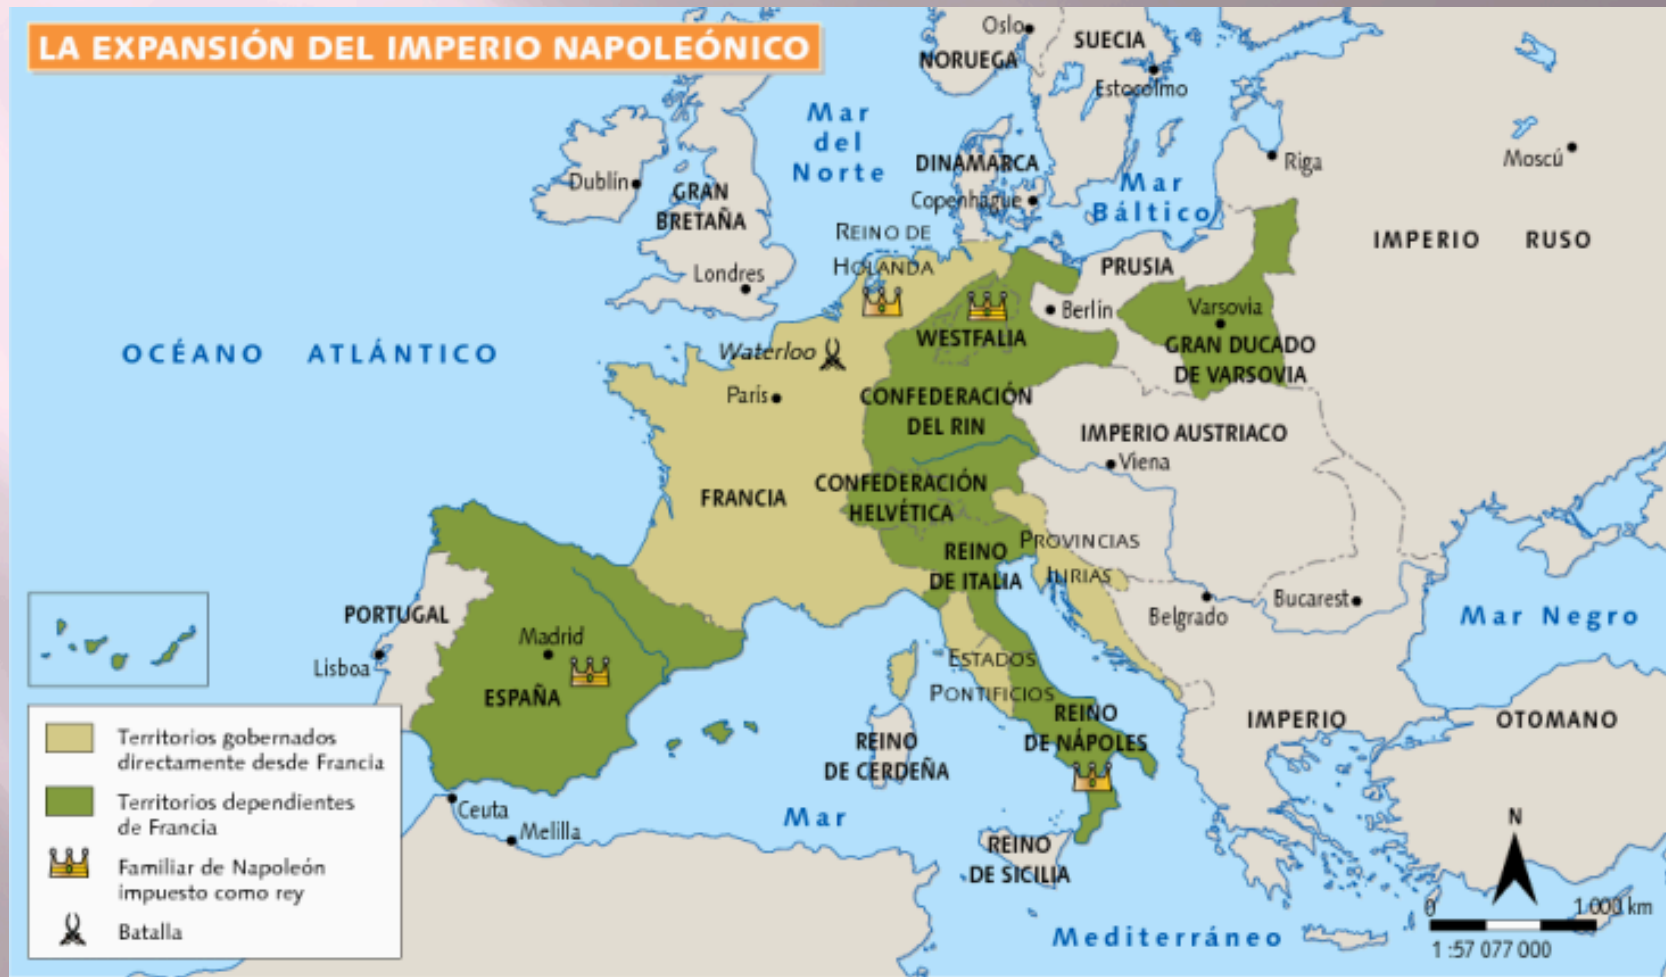 LA EXPANSIÓN DEL IMPERIO NAPOLEÓNICO
Oslo
NORUEGA
SUECIA
Estocolmo
Mar
del
Norte
DINAMARCA
Copenhague
Mar
Báltico
Riga
Moscú
Dublín
GRAN
BRETAÑA
Londres
REINO DE
HOLANDA
PRUSIA
Berlín
IMPERIO RUSO
OCÉANO ATLÁNTICO
Waterloo
París
WESTFALIA
Varsovia
GRAN DUCADO
DE VARSOVIA
CONFEDERACIÓN
DEL RIN
IMPERIO AUSTRIACO
Viena
FRANCIA
CONFEDERACIÓN
HELVÉTICA
REINO
DE ITALIA
PROVINCIAS
ILIRIAS
Belgrado
Bucarest
Mar Negro
PORTUGAL
Lisboa
Madrid
ESPAÑA
ESTADOS
PONTIFICIOS
REINO
DE NÁPOLES
REINO
DE CERDEÑA
IMPERIO OTOMANO
Territorios gobernados
directamente desde Francia
Territorios dependientes
de Francia
Familiar de Napoleón
impuesto como rey
Batalla
Ceuta
Melilla
Mar
REINO
DE SICILIA
Mediterráneo
N
0 1 000 km
1 :57 077 000